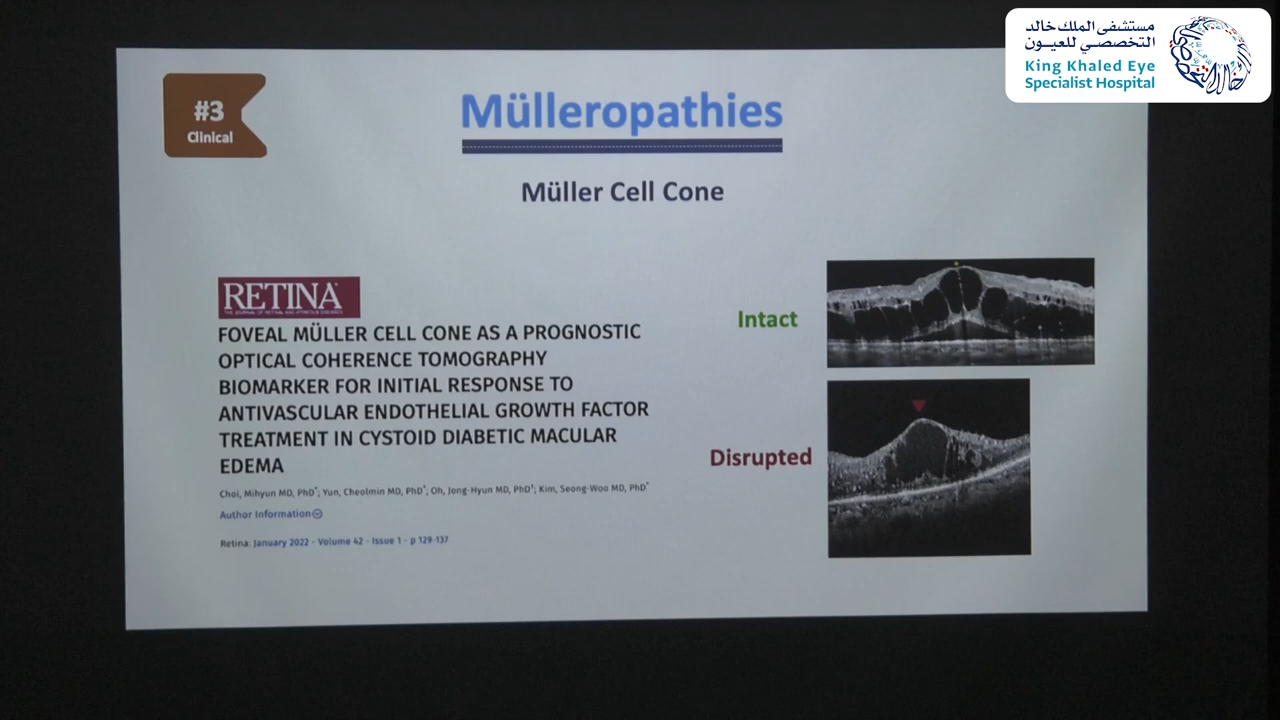 مستشفى الملك خالد
التخصصي للعيون
King Khaled Eye
Specialist Hospital
#3
Clinical
Mülleropathies
Müller Cell Cone
RETINA
FOVEAL MÜLLER CELL CONE AS A PROGNOSTIC
OPTICAL COHERENCE TOMOGRAPHY
BIOMARKER FOR INITIAL RESPONSE TO
ANTIVASCULAR ENDOTHELIAL GROWTH FACTOR
TREATMENT IN CYSTOID DIABETIC MACULAR
EDEMA
Choi, Mihyun MD, PhD*; Yun, Cheolmin MD, PhD*; Oh, Jong-Hyun MD, PhD†; Kim, Seong-Woo MD, PhD*
Author Information
Retina: January 2022 - Volume 42 - Issue 1 - p 129-137
Intact
Disrupted